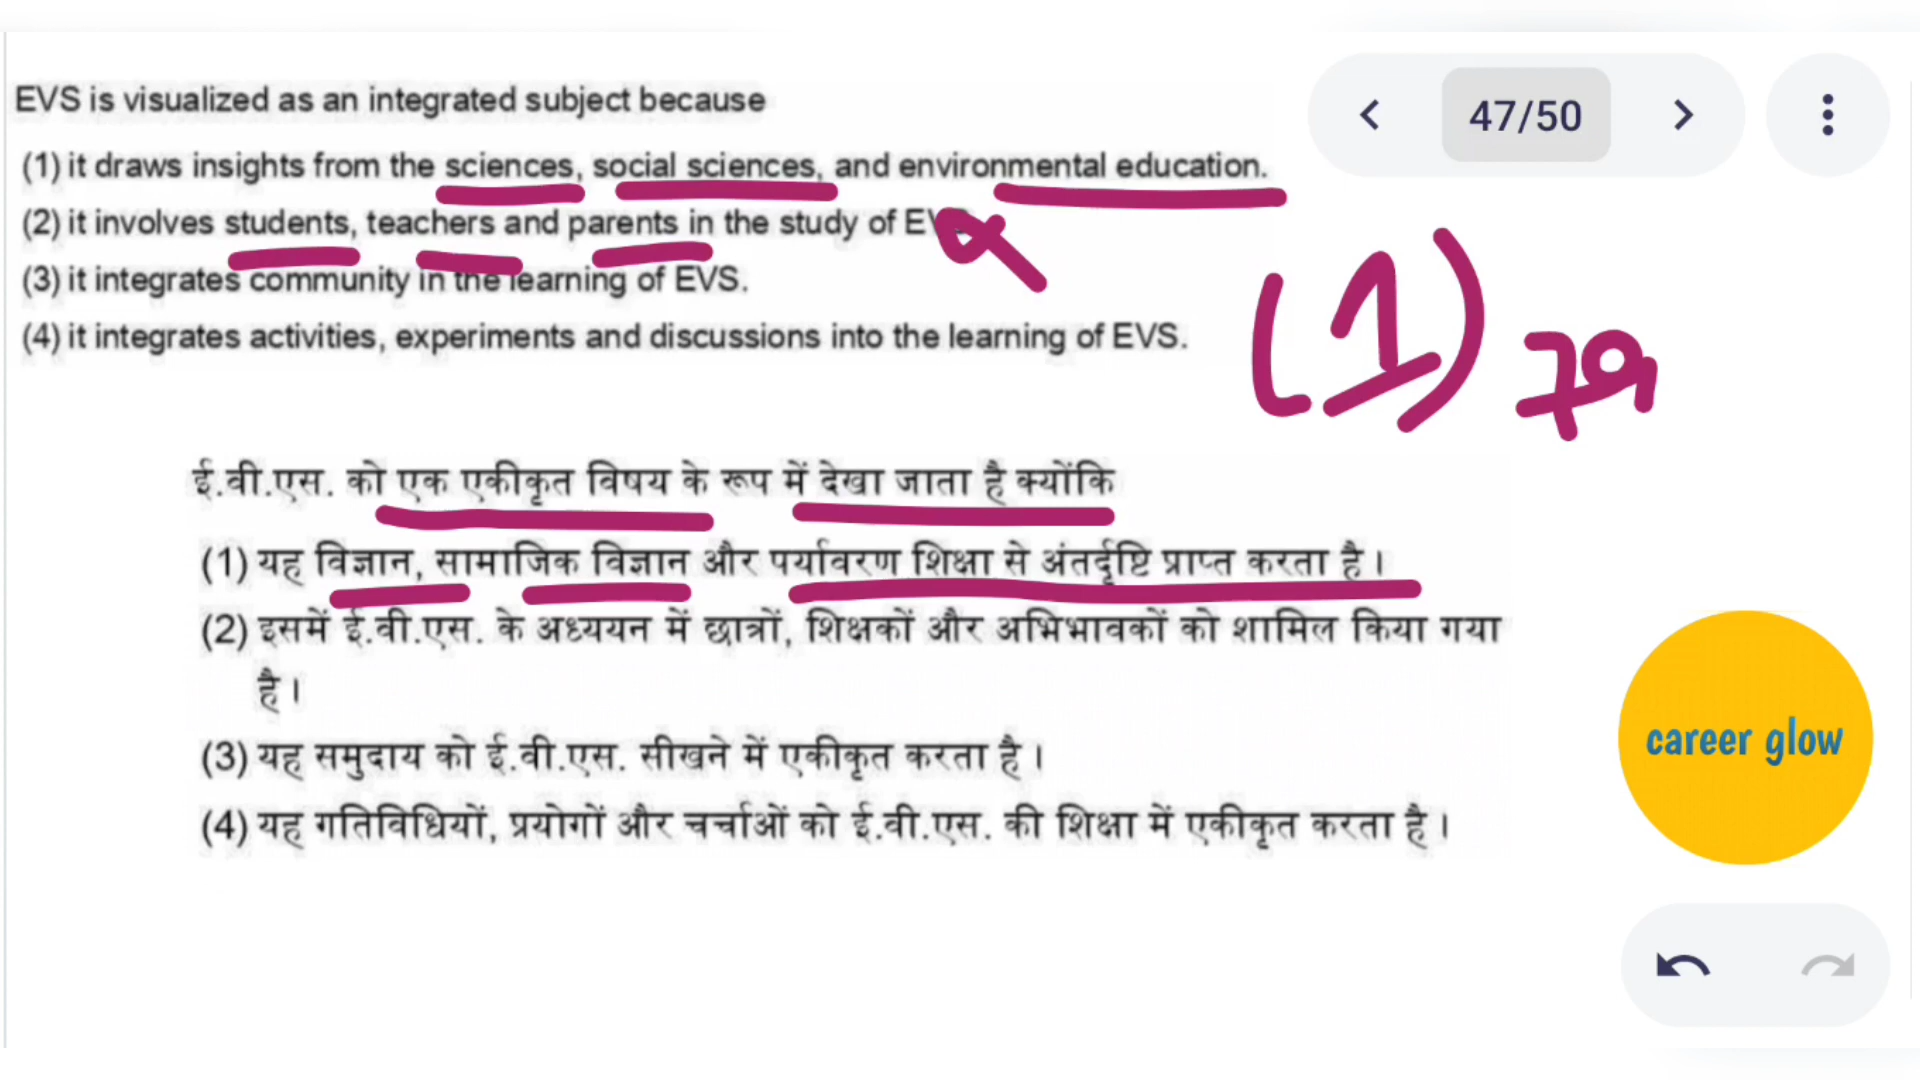 EVS is visualized as an integrated subject because
47/50
(1) it draws insights from the sciences, social sciences, and environmental education.
(2) it involves students, teachers and parents in the study of
(3) it integrates community in the learning of EVS.
(4) it integrates activities, experiments and discussions into the learning of EVS.
(1)
ई.वी.एस. को एक एकीकृत विषय के रूप में देखा जाता है क्योंकि
(1) यह विज्ञान, सामाजिक विज्ञान और पर्यावरण शिक्षा से अंतर्दृष्टि प्राप्त करता है।
(2) इसमें ई.वी.एस. के अध्ययन में छात्रों, शिक्षकों और अभिभावकों को शामिल किया गया
है।
(3) यह समुदाय को ई.वी.एस. सीखने में एकीकृत करता है।
(4) यह गतिविधियों, प्रयोगों और चर्चाओं को ई.वी.एस. की शिक्षा में एकीकृत करता है।
career glow